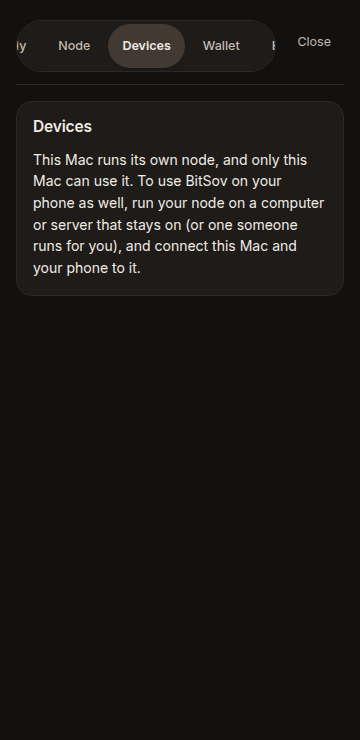 Node
Devices
Wallet
Close
Devices
This Mac runs its own node, and only this
Mac can use it. To use BitSov on your
phone as well, run your node on a computer
or server that stays on (or one someone
runs for you), and connect this Mac and
your phone to it.